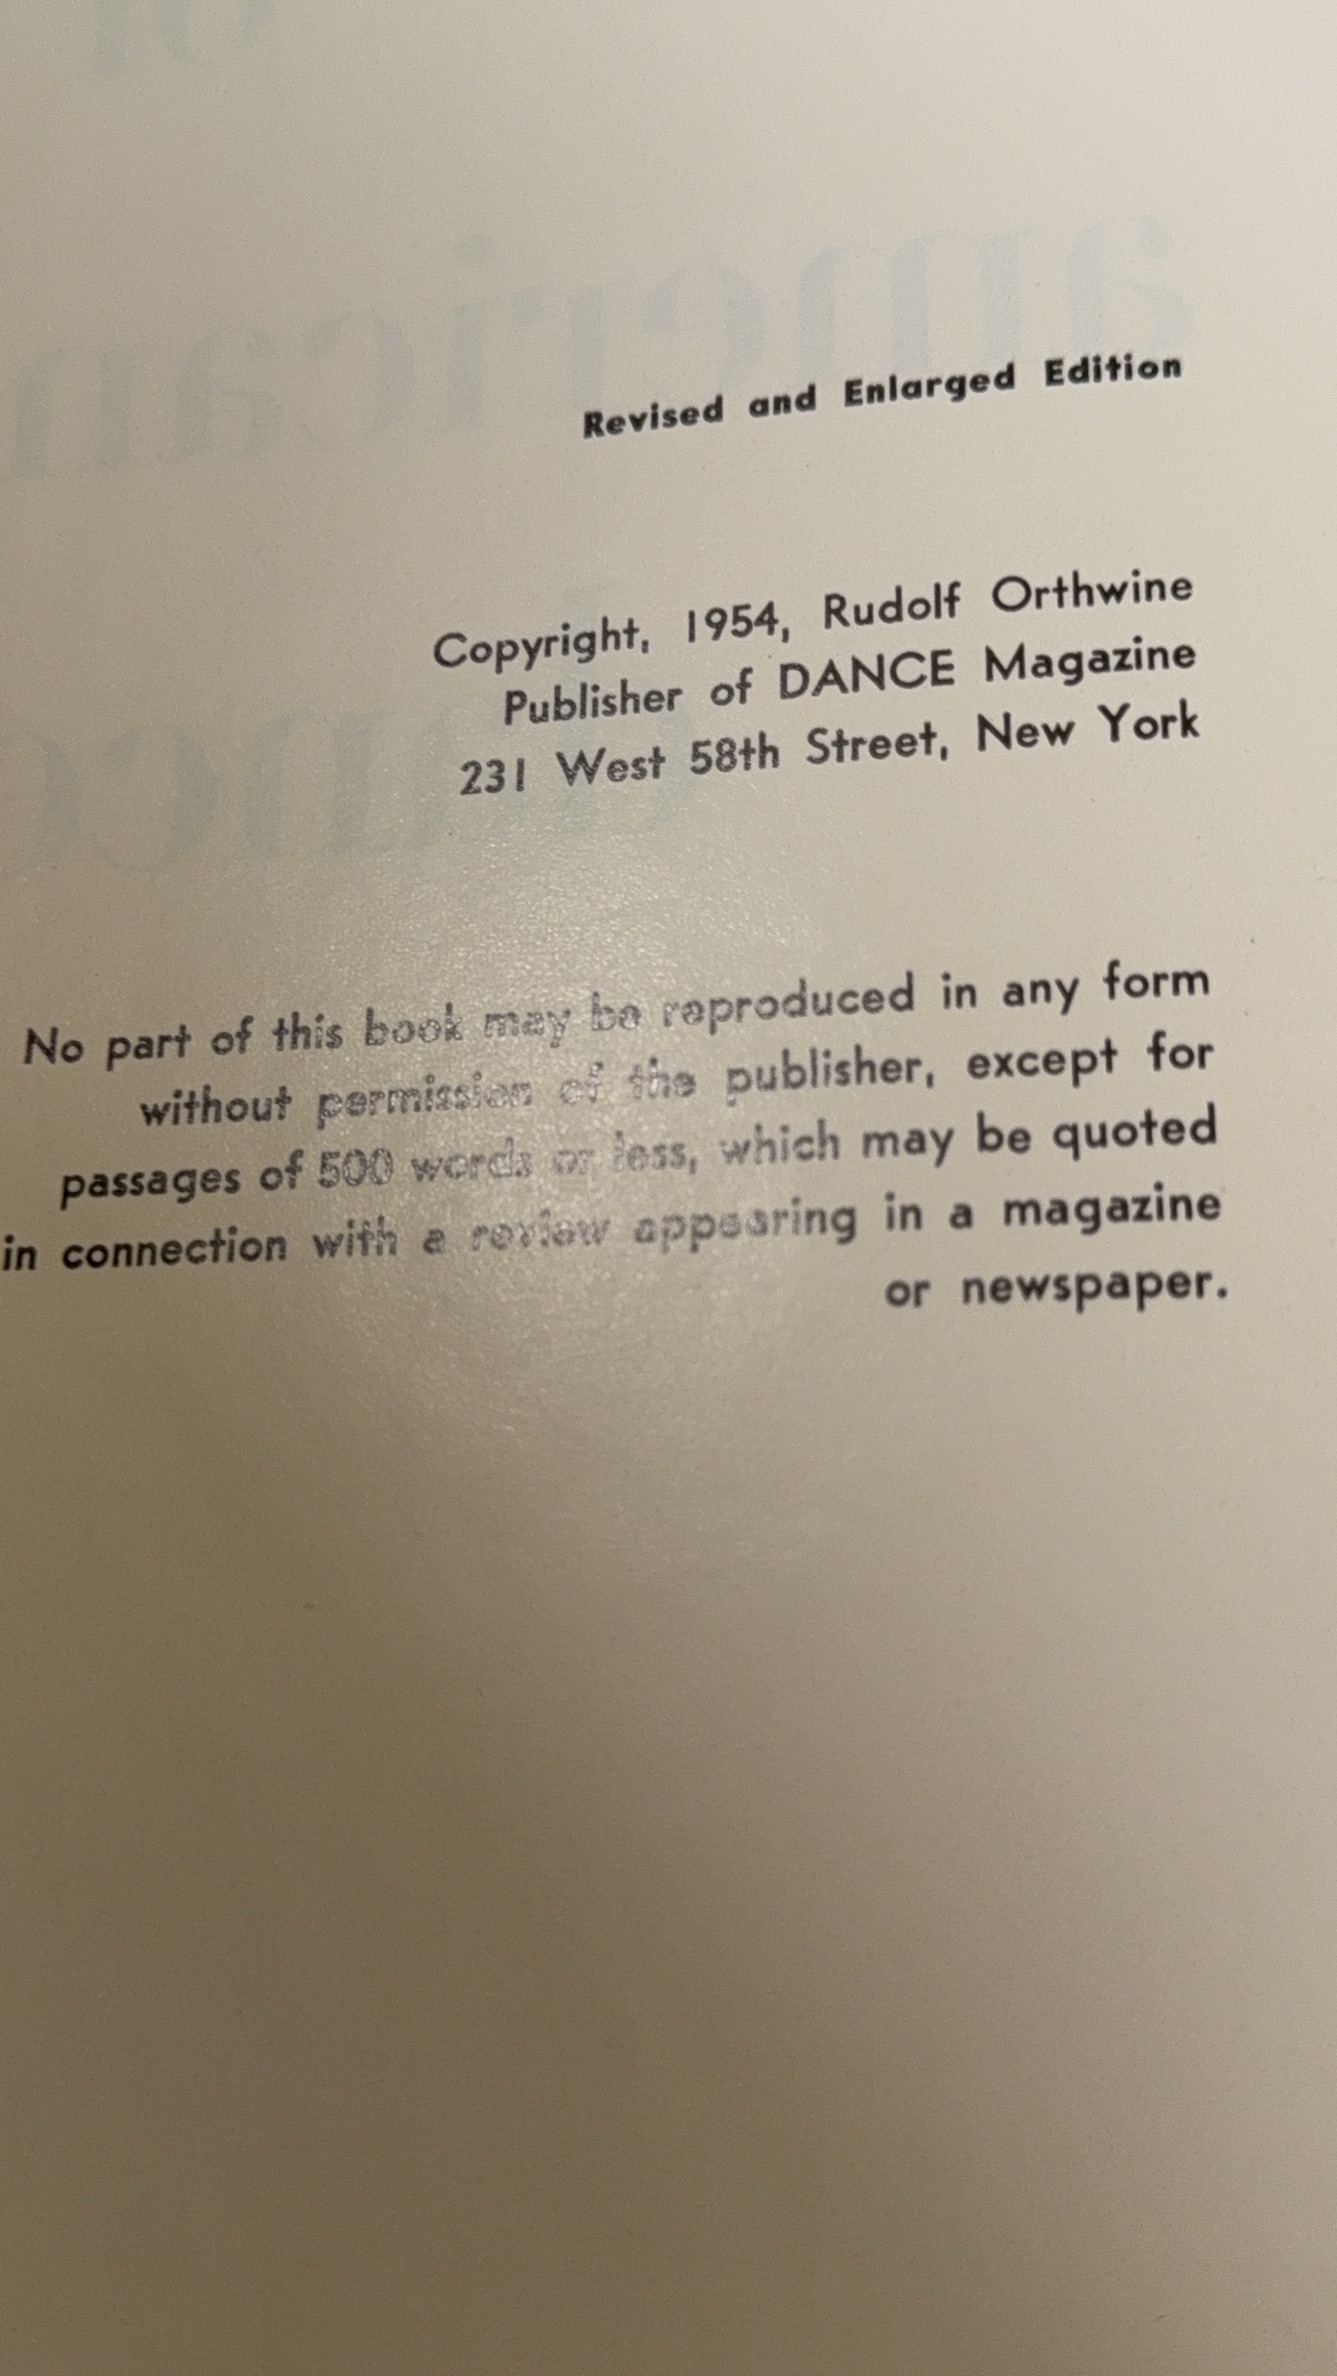 Revised and Enlarged Edition
Copyright, 1954, Rudolf Orthwine
Publisher of DANCE Magazine
231 West 58th Street, New York
No part of this book may be reproduced in any form
without permission of the publisher, except for
passages of 500 words or less, which may be quoted
in connection with a review appearing in a magazine
or newspaper.